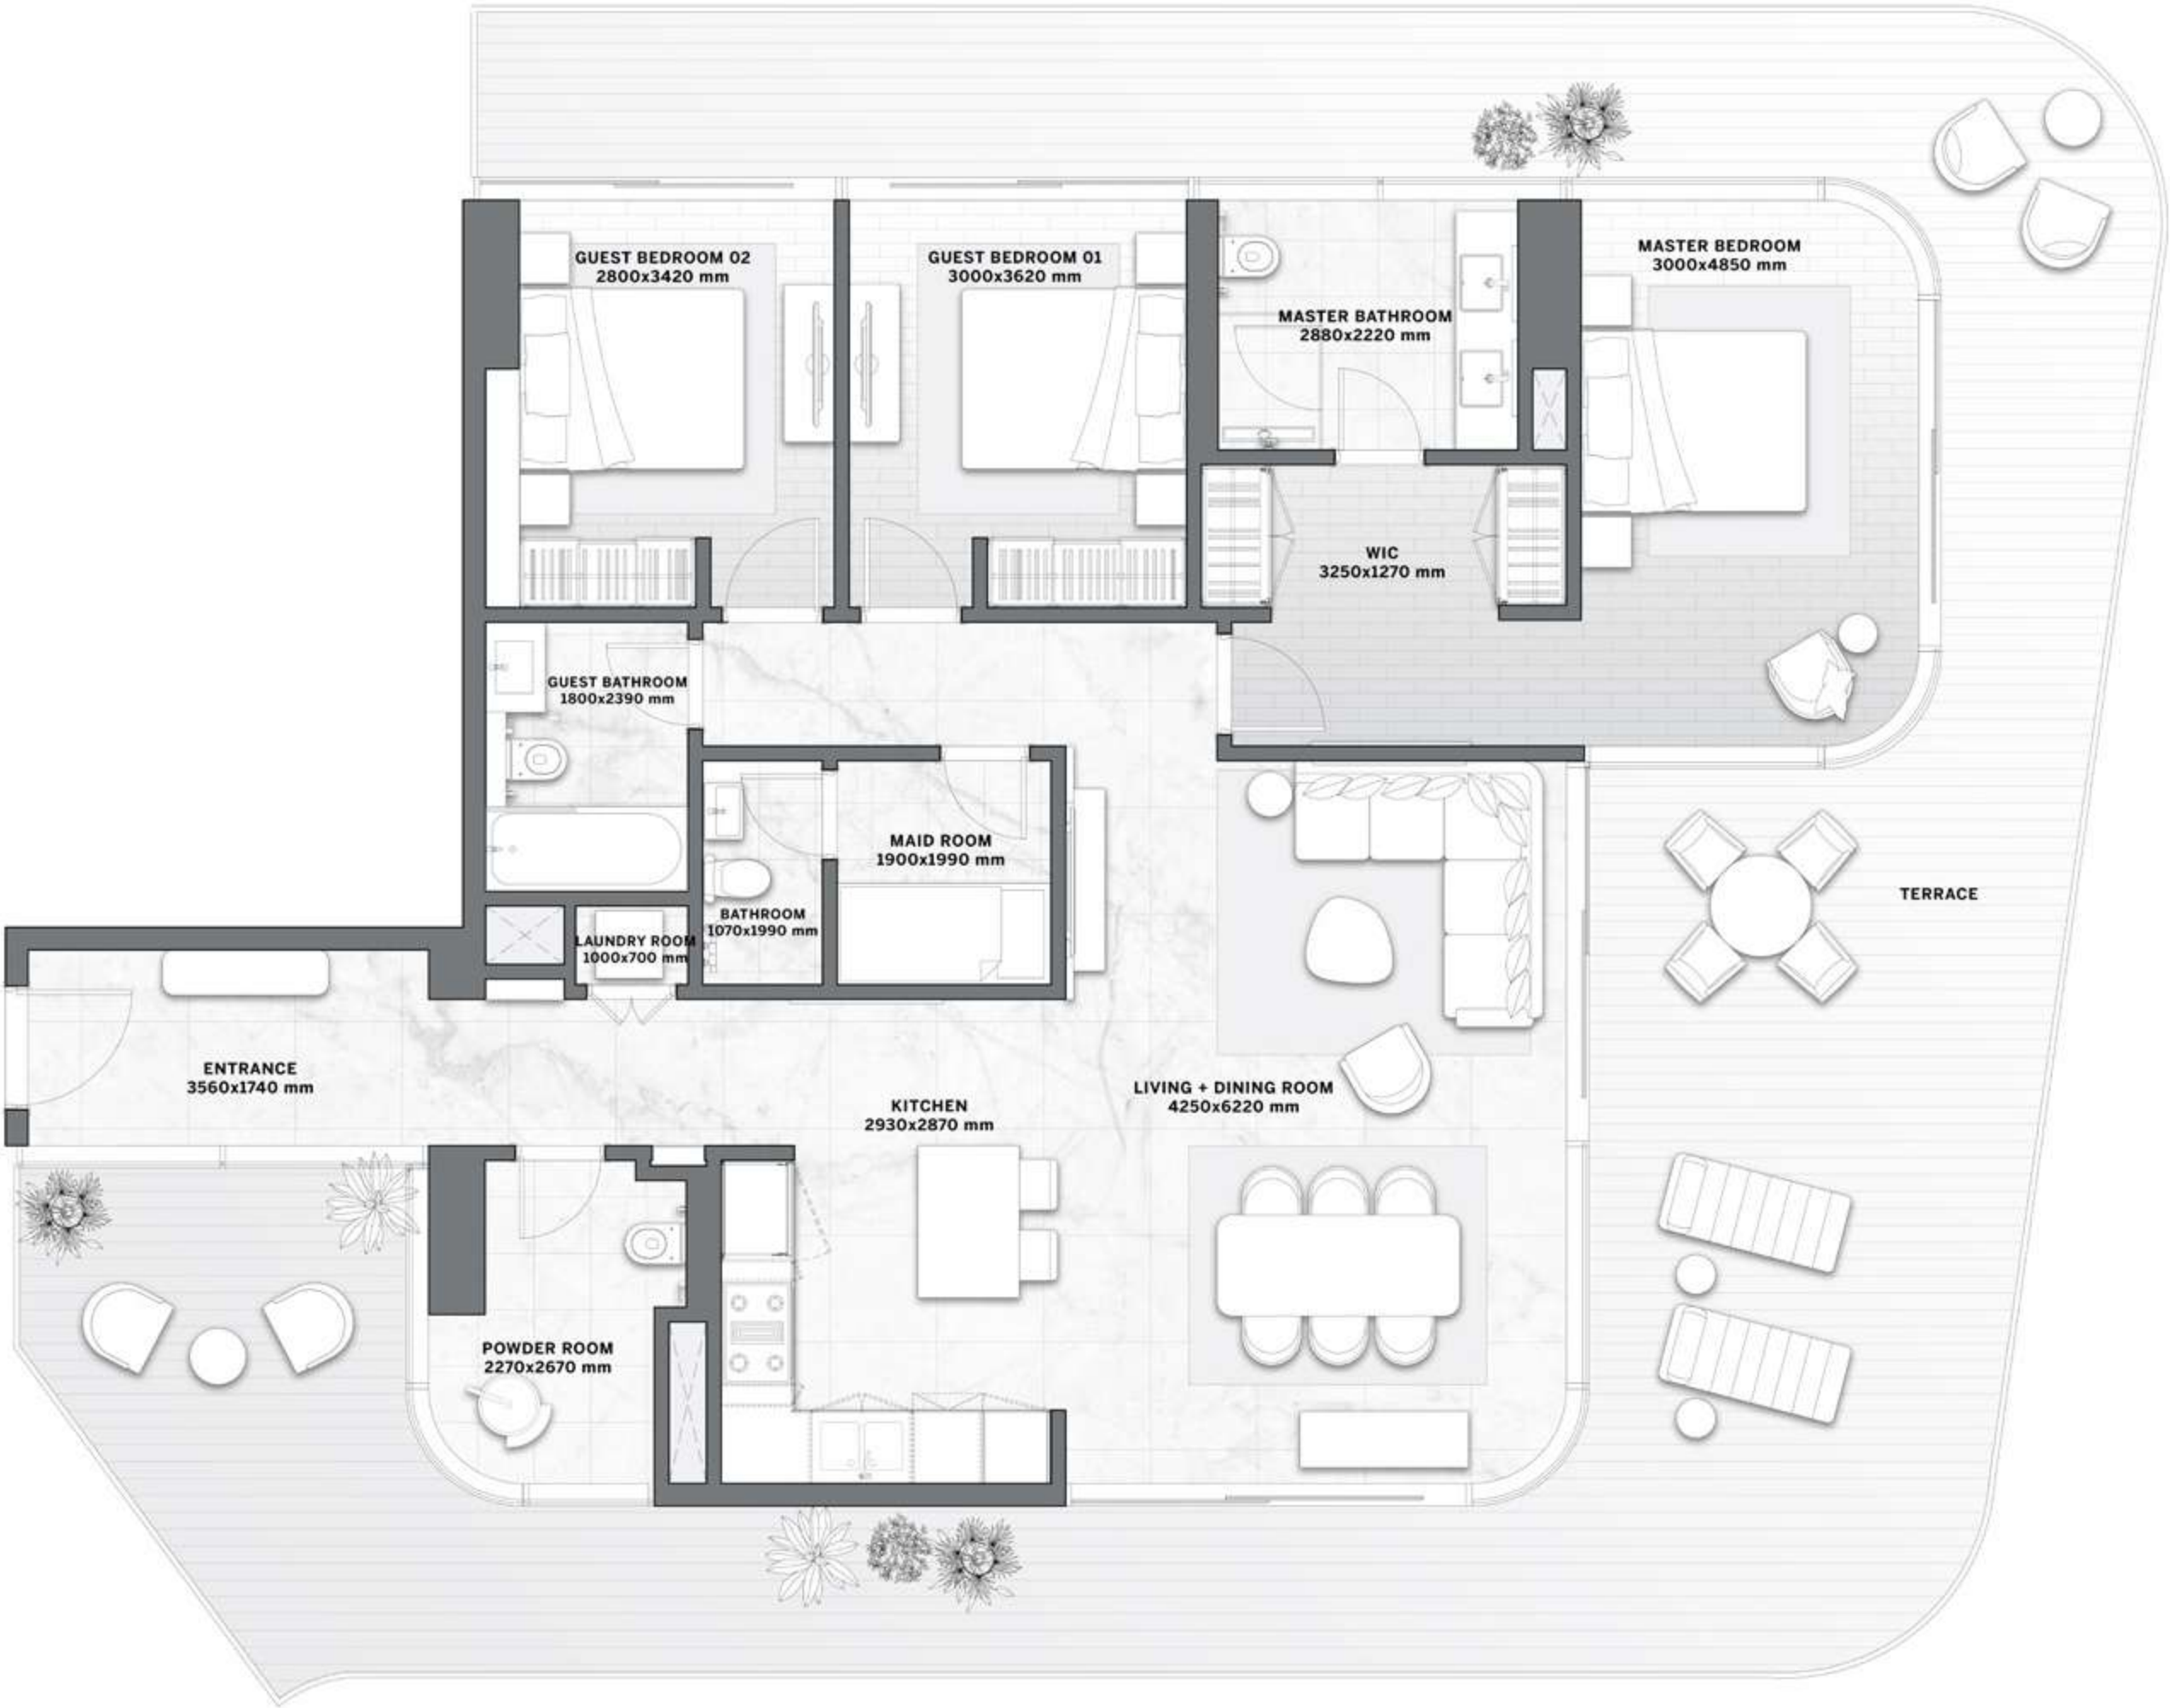 GUEST BEDROOM 02
2800x3420 mm
GUEST BEDROOM 01
3000x3620 mm
MASTER BATHROOM
2880x2220 mm
MASTER BEDROOM
3000x4850 mm
WIC
3250x1270 mm
GUEST BATHROOM
1800x2390 mm
MAID ROOM
1900x1990 mm
BATHROOM
1070x1990 mm
LAUNDRY ROOM
1000x700 mm
TERRACE
ENTRANCE
3560x1740 mm
KITCHEN
2930x2870 mm
LIVING + DINING ROOM
4250x6220 mm
POWDER ROOM
2270x2670 mm